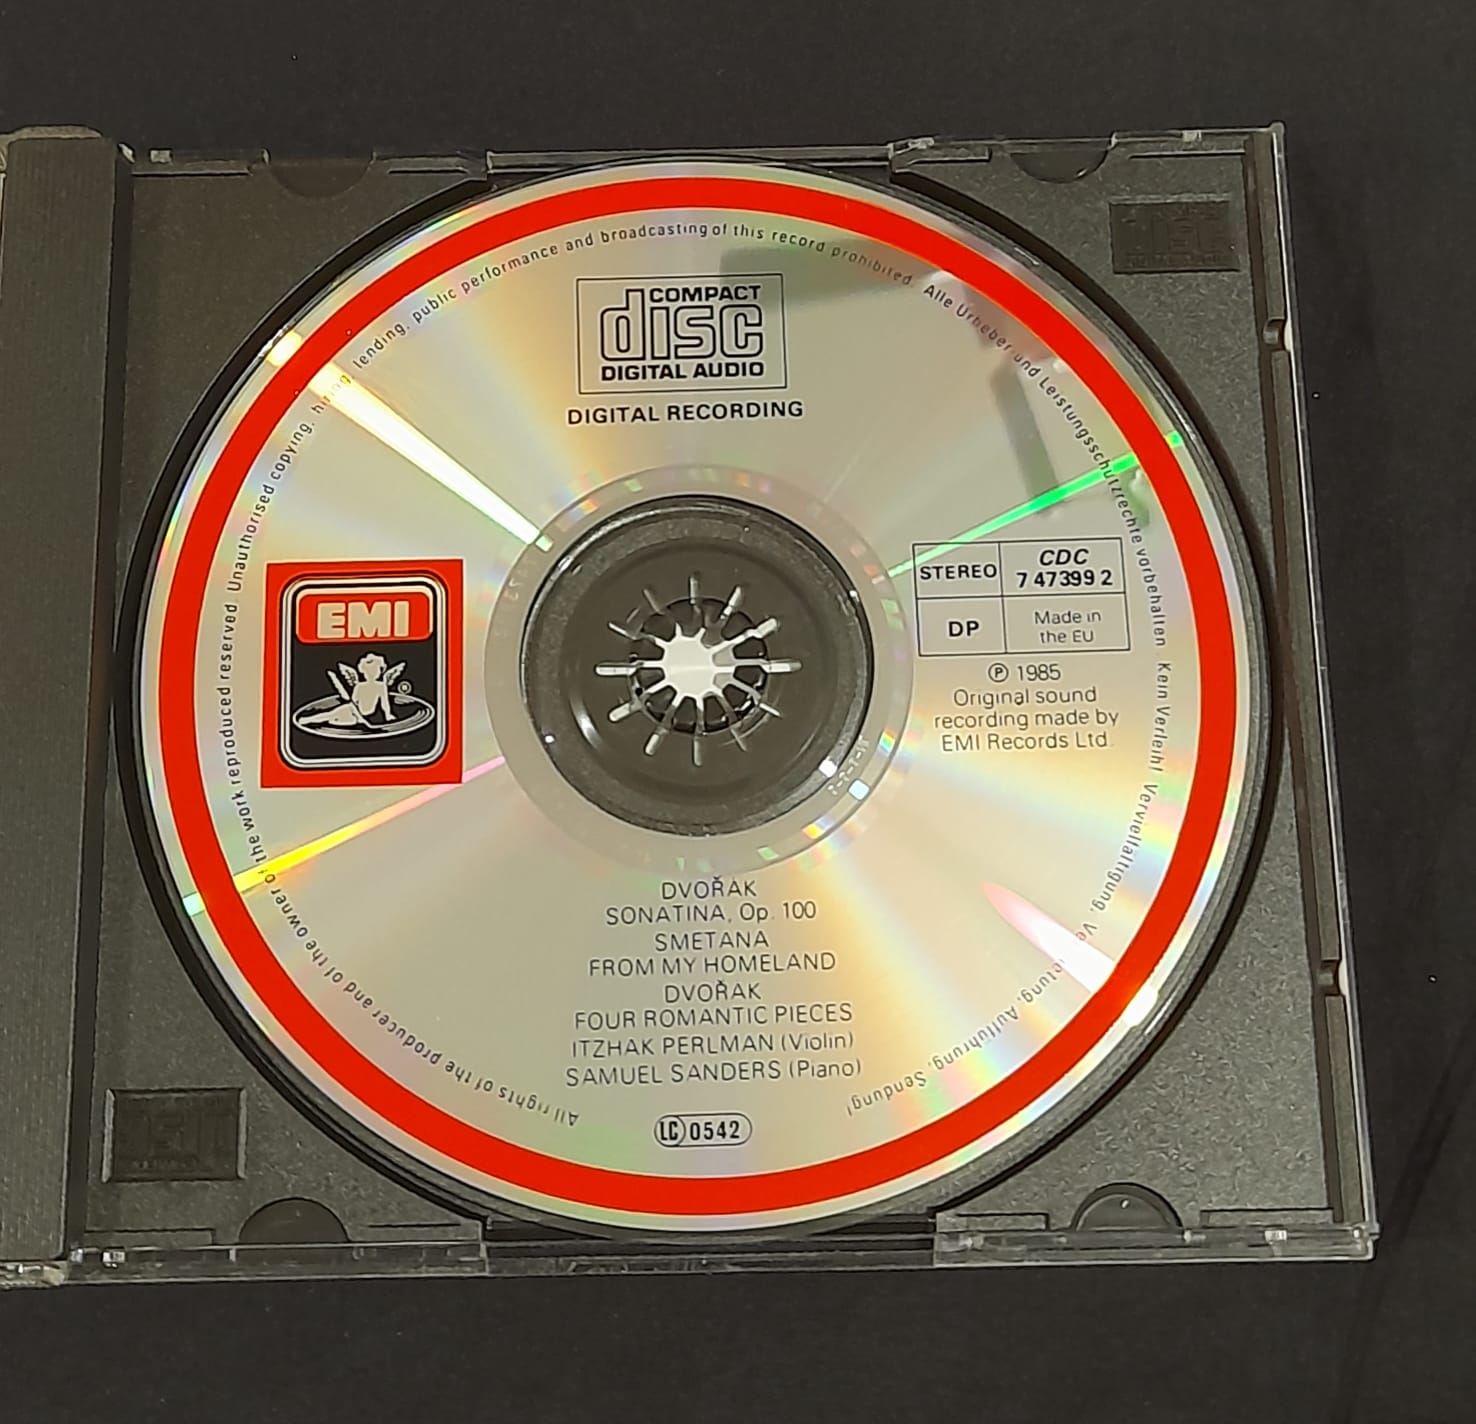 COMPACT
disc
DIGITAL AUDIO
DIGITAL RECORDING
EMI
®
STEREO
CDC
7 47399 2
DP
Made in
the EU
℗ 1985
Original sound
recording made by
EMI Records Ltd.
DVOŘÁK
SONATINA, Op. 100
SMETANA
FROM MY HOMELAND
DVOŘÁK
FOUR ROMANTIC PIECES
ITZHAK PERLMAN (Violin)
SAMUEL SANDERS (Piano)
LC 0542
All rights of the producer and of the owner of the work reproduced reserved. Unauthorised copying, hiring, lending, public performance and broadcasting of this record prohibited. Alle Urheber und Leistungsschutzrechte vorbehalten. Kein Verleih! Vervielfältigung, Aufführung, Sendung!